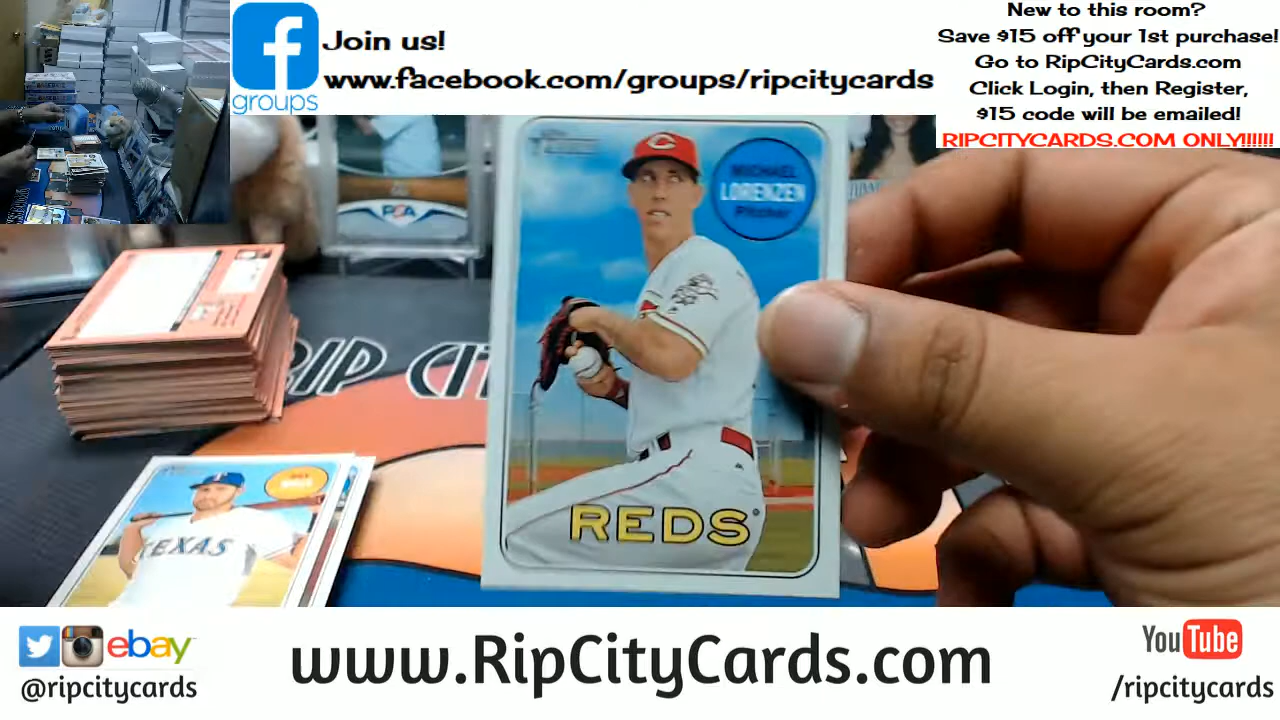 Join us!
www.facebook.com/groups/ripcitycards
groups
New to this room?
Save $15 off your 1st purchase!
Go to RipCityCards.com
Click Login, then Register,
$15 code will be emailed!
RIPCITYCARDS.COM ONLY!!!!!!
PSA
MICHAEL
LORENZEN
Pitcher
REDS
RIP CIT
TEXAS
ebay
@ripcitycards
www.RipCityCards.com
YouTube
/ripcitycards